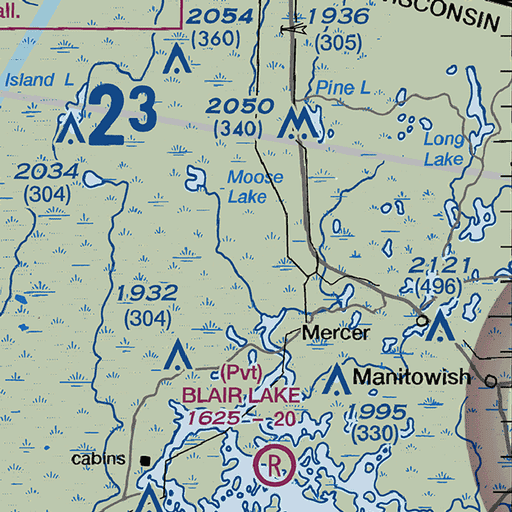 all.
2054
(360)
1936
(305)
WISCONSIN
Island L
23
2050
(340)
Pine L
Long
Lake
2034
(304)
Moose
Lake
2121
(496)
1932
(304)
Mercer
(Pvt)
BLAIR LAKE
1625 - 20
Manitowish
1995
(330)
cabins
R